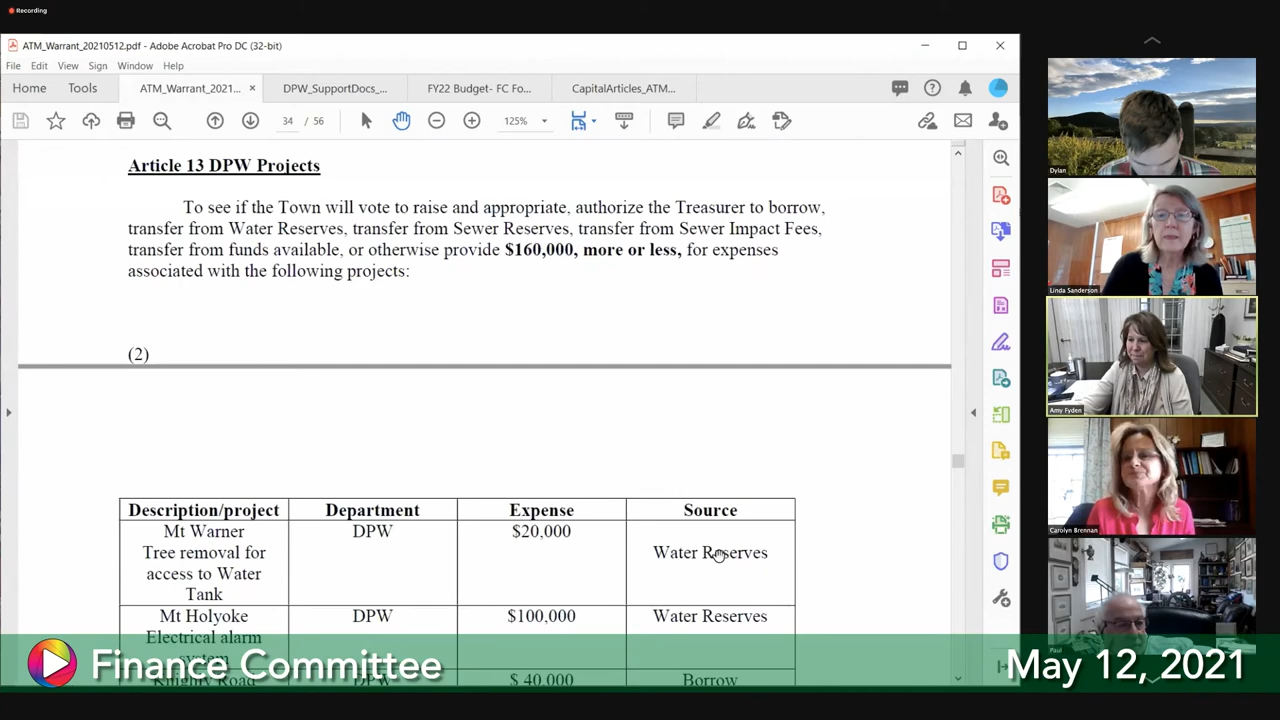 Recording
ATM_Warrant_20210512.pdf - Adobe Acrobat Pro DC (32-bit)
File Edit View Sign Window Help
Home Tools ATM_Warrant_2021... × DPW_SupportDocs_... FY22 Budget- FC Fo... CapitalArticles_ATM...
34 / 56 125%
Article 13 DPW Projects
To see if the Town will vote to raise and appropriate, authorize the Treasurer to borrow,
transfer from Water Reserves, transfer from Sewer Reserves, transfer from Sewer Impact Fees,
transfer from funds available, or otherwise provide $160,000, more or less, for expenses
associated with the following projects:
(2)
Description/project Department Expense Source
Mt Warner DPW $20,000
Tree removal for Water Reserves
access to Water
Tank
Mt Holyoke DPW $100,000 Water Reserves
Electrical alarm
system
Knightly Road DPW $ 40,000 Borrow
Dylan
Linda Sanderson
Amy Fyden
Carolyn Brennan
Paul
Finance Committee
May 12, 2021